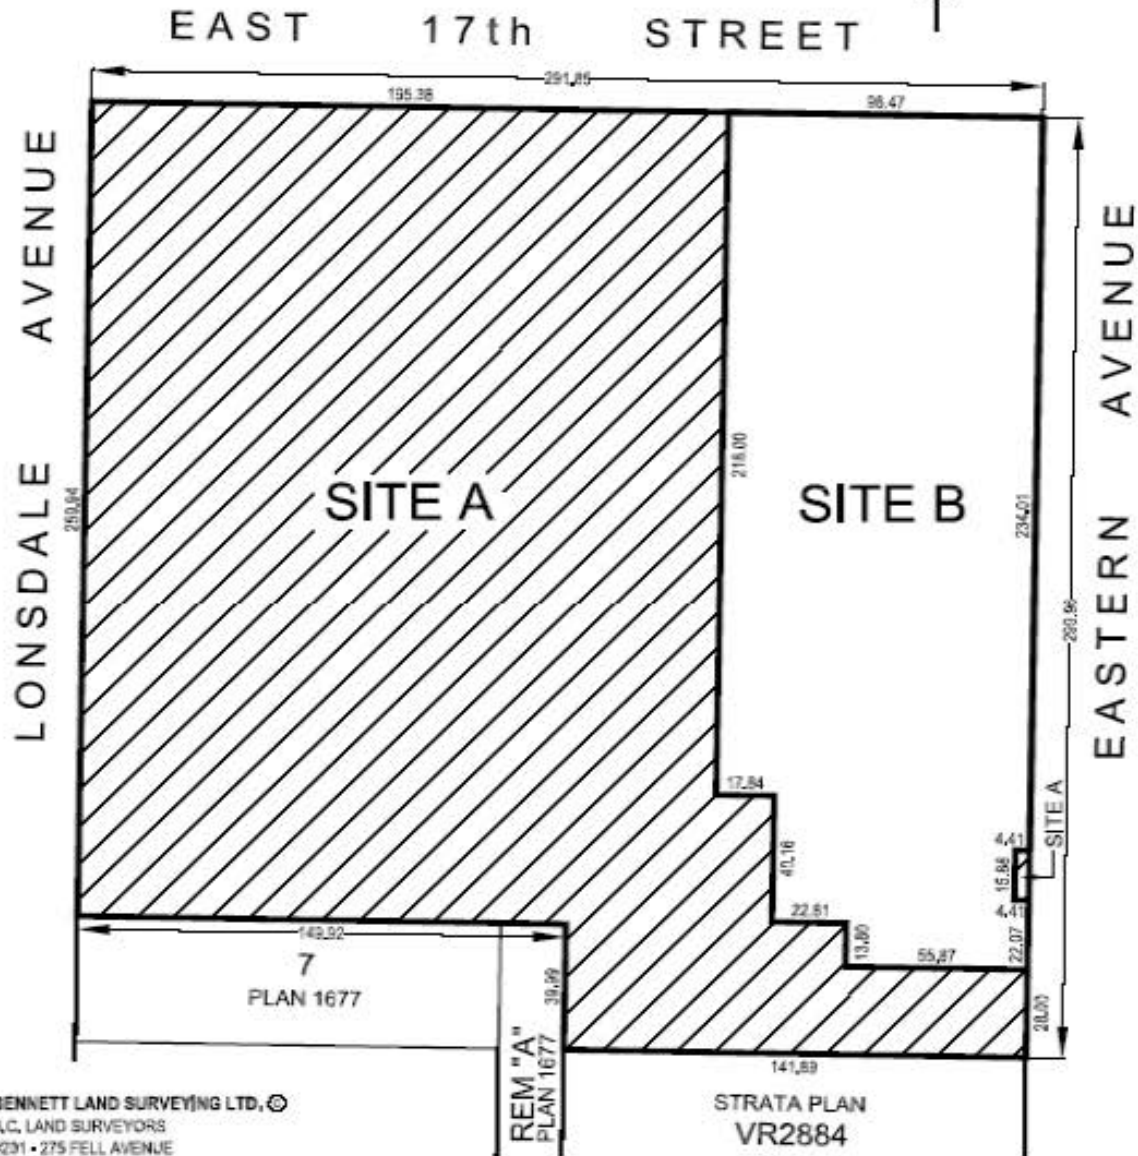 EAST 17th STREET
291.85
195.38
96.47
LONSDALE AVENUE
EASTERN AVENUE
259.94
SITE A
218.00
SITE B
234.01
299.96
17.84
SITE A
4.41
15.88
40.16
4.41
22.81
22.07
13.80
55.87
149.92
7
PLAN 1677
39.99
28.00
REM "A"
PLAN 1677
141.89
STRATA PLAN
VR2884
BENNETT LAND SURVEYING LTD. ©
LAND SURVEYORS
275 FELL AVENUE